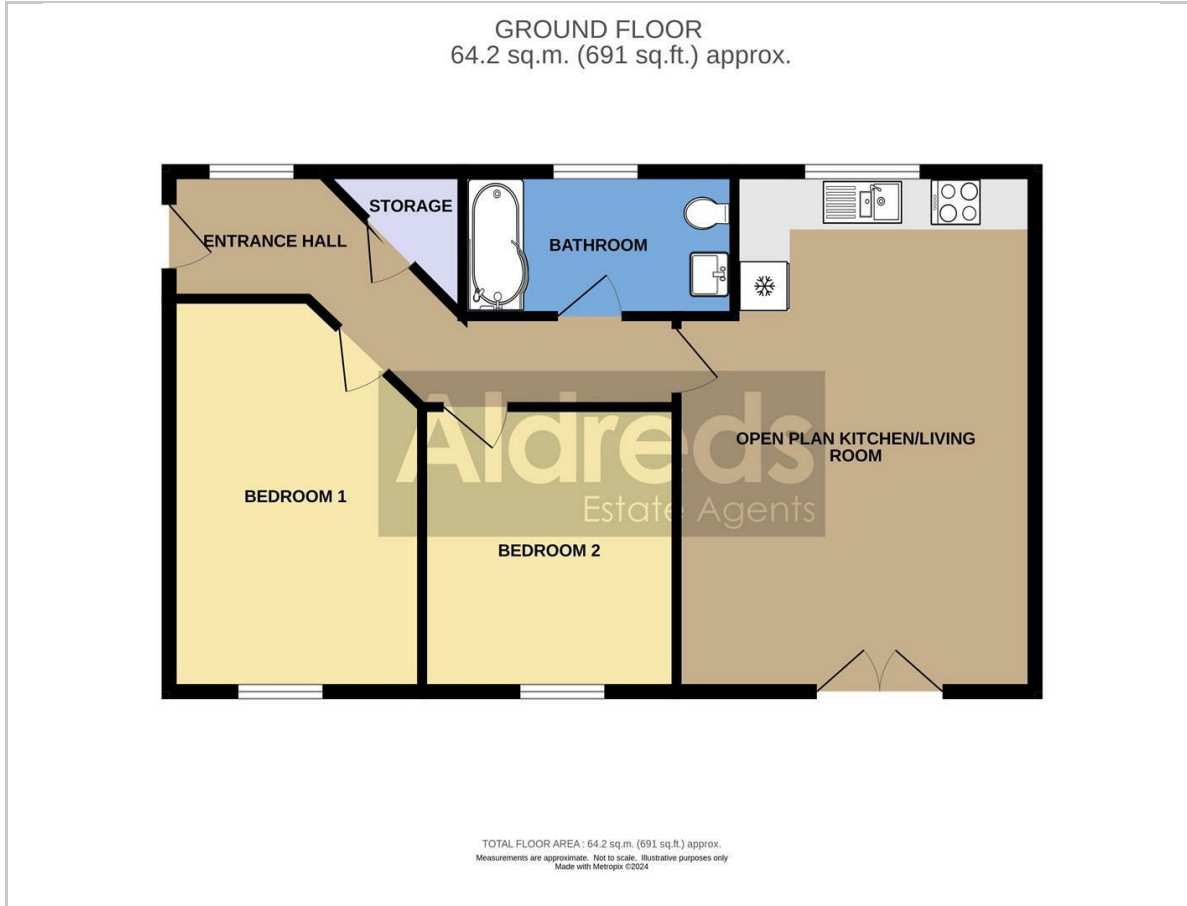 GROUND FLOOR
64.2 sq.m. (691 sq.ft.) approx.
STORAGE
ENTRANCE HALL
BATHROOM
OPEN PLAN KITCHEN/LIVING
ROOM
BEDROOM 1
BEDROOM 2
Aldreds
Estate Agents
TOTAL FLOOR AREA : 64.2 sq.m. (691 sq.ft.) approx.
Measurements are approximate. Not to scale. Illustrative purposes only
Made with Metropix ©2024